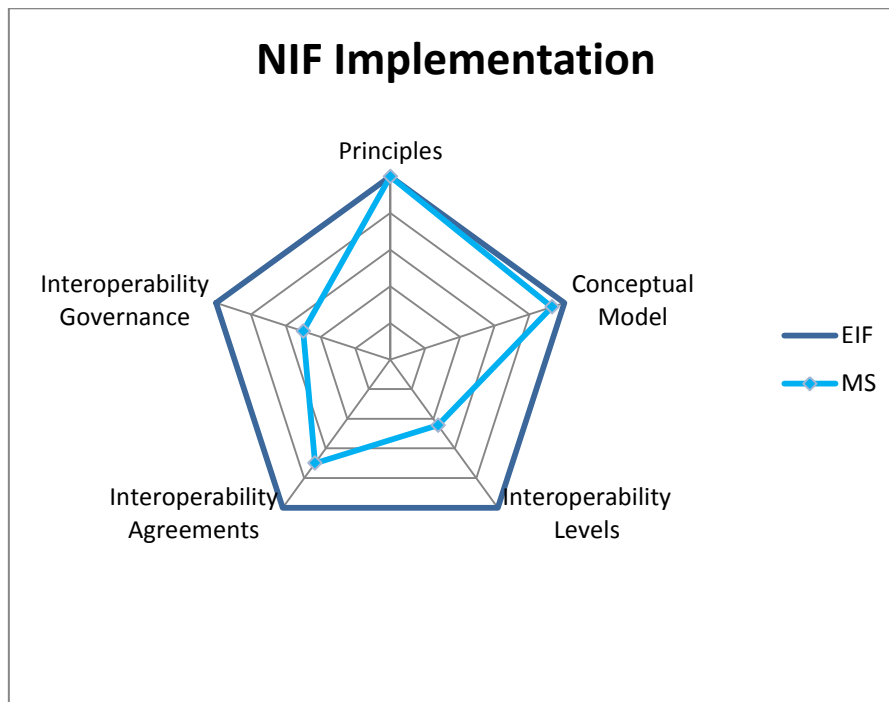 NIF Implementation
Principles
Conceptual
Model
Interoperability
Levels
Interoperability
Agreements
Interoperability
Governance
EIF
MS